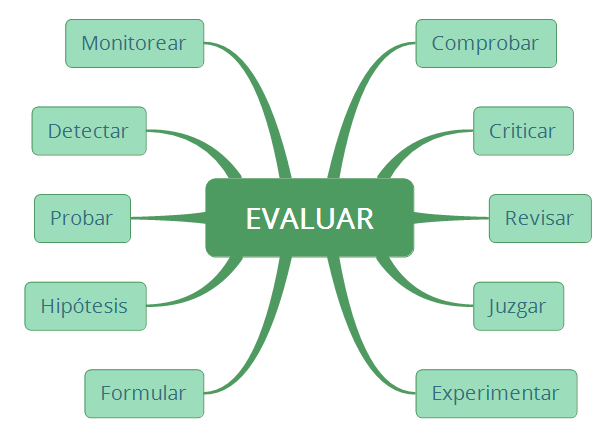 Monitorear
Comprobar
Detectar
Criticar
Probar
EVALUAR
Revisar
Hipótesis
Juzgar
Formular
Experimentar